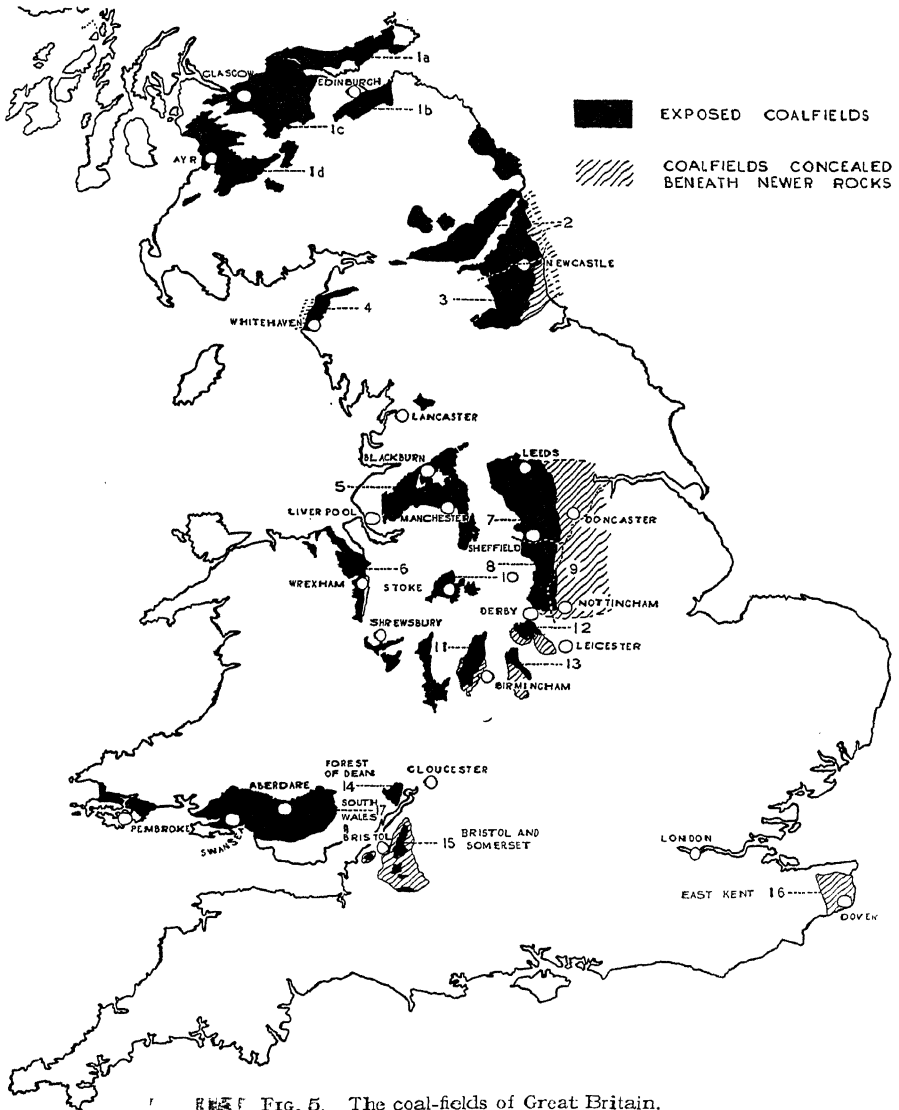 1a
GLASGOW
EDINBURGH
1b
1c
AYR
1d
EXPOSED COALFIELDS
COALFIELDS CONCEALED
BENEATH NEWER ROCKS
2
NEWCASTLE
3
4
WHITEHAVEN
LANCASTER
BLACKBURN
LEEDS
5
LIVERPOOL
MANCHESTER
7
DONCASTER
SHEFFIELD
6
8
9
WREXHAM
STOKE
10
DERBY
NOTTINGHAM
SHREWSBURY
12
LEICESTER
11
13
BIRMINGHAM
FOREST
OF DEAN
14
GLOUCESTER
ABERDARE
SOUTH
WALES
17
PEMBROKE
SWANSEA
BRISTOL
15
BRISTOL AND
SOMERSET
LONDON
EAST KENT 16
DOVER
FIG. 5. The coal-fields of Great Britain.